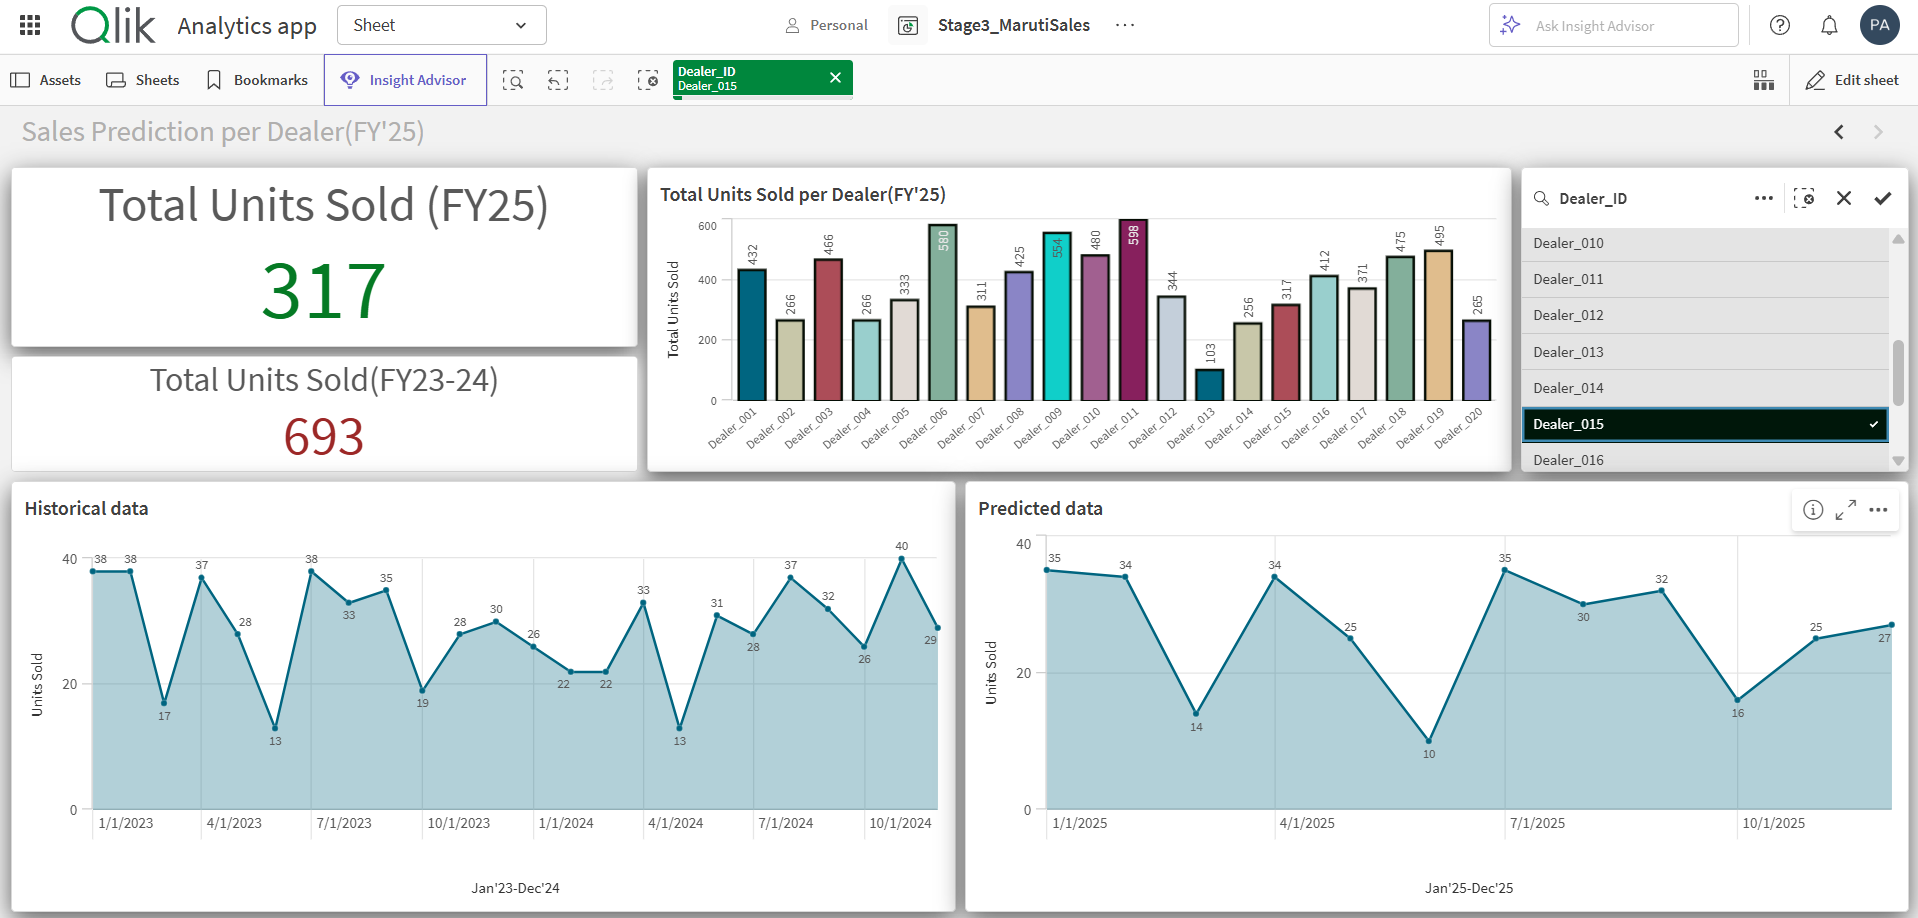 Qlik Analytics app Sheet Personal Stage3_MarutiSales ... Ask Insight Advisor PA
Assets Sheets Bookmarks Insight Advisor Dealer_ID Edit sheet
Dealer_015
Sales Prediction per Dealer(FY'25)
Total Units Sold (FY25)
317
Total Units Sold(FY23-24)
693
Total Units Sold per Dealer(FY'25)
Total Units Sold
600
400
200
0
432 266 466 266 333 580 311 425 554 480 598 344 103 256 317 412 371 475 495 265
Dealer_001 Dealer_002 Dealer_003 Dealer_004 Dealer_005 Dealer_006 Dealer_007 Dealer_008 Dealer_009 Dealer_010 Dealer_011 Dealer_012 Dealer_013 Dealer_014 Dealer_015 Dealer_016 Dealer_017 Dealer_018 Dealer_019 Dealer_020
Dealer_ID
Dealer_010
Dealer_011
Dealer_012
Dealer_013
Dealer_014
Dealer_015
Dealer_016
Historical data
Units Sold
40
20
0
38 38 17 37 28 13 38 33 35 19 28 30 26 22 22 33 13 31 28 37 32 26 40 29
1/1/2023 4/1/2023 7/1/2023 10/1/2023 1/1/2024 4/1/2024 7/1/2024 10/1/2024
Jan'23-Dec'24
Predicted data
Units Sold
40
20
0
35 34 14 34 25 10 35 30 32 16 25 27
1/1/2025 4/1/2025 7/1/2025 10/1/2025
Jan'25-Dec'25